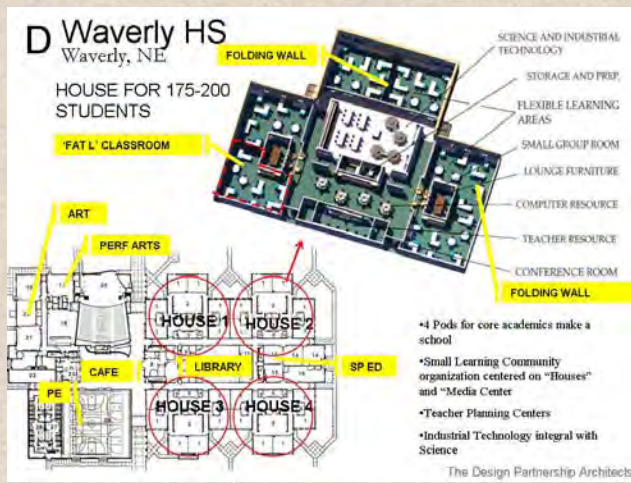 D Waverly HS
Waverly, NE
HOUSE FOR 175-200
STUDENTS
FOLDING WALL
'FAT L' CLASSROOM
SCIENCE AND INDUSTRIAL
TECHNOLOGY
STORAGE AND PREP.
FLEXIBLE LEARNING
AREAS
SMALL GROUP ROOM
LOUNGE FURNITURE
COMPUTER RESOURCE
TEACHER RESOURCE
CONFERENCE ROOM
FOLDING WALL
ART
PERF ARTS
HOUSE 1
HOUSE 2
CAFE
LIBRARY
SP ED
PE
HOUSE 3
HOUSE 4
•4 Pods for core academics make a
school
•Small Learning Community
organization centered on "Houses"
and "Media Center
•Teacher Planning Centers
•Industrial Technology integral with
Science
The Design Partnership Architects